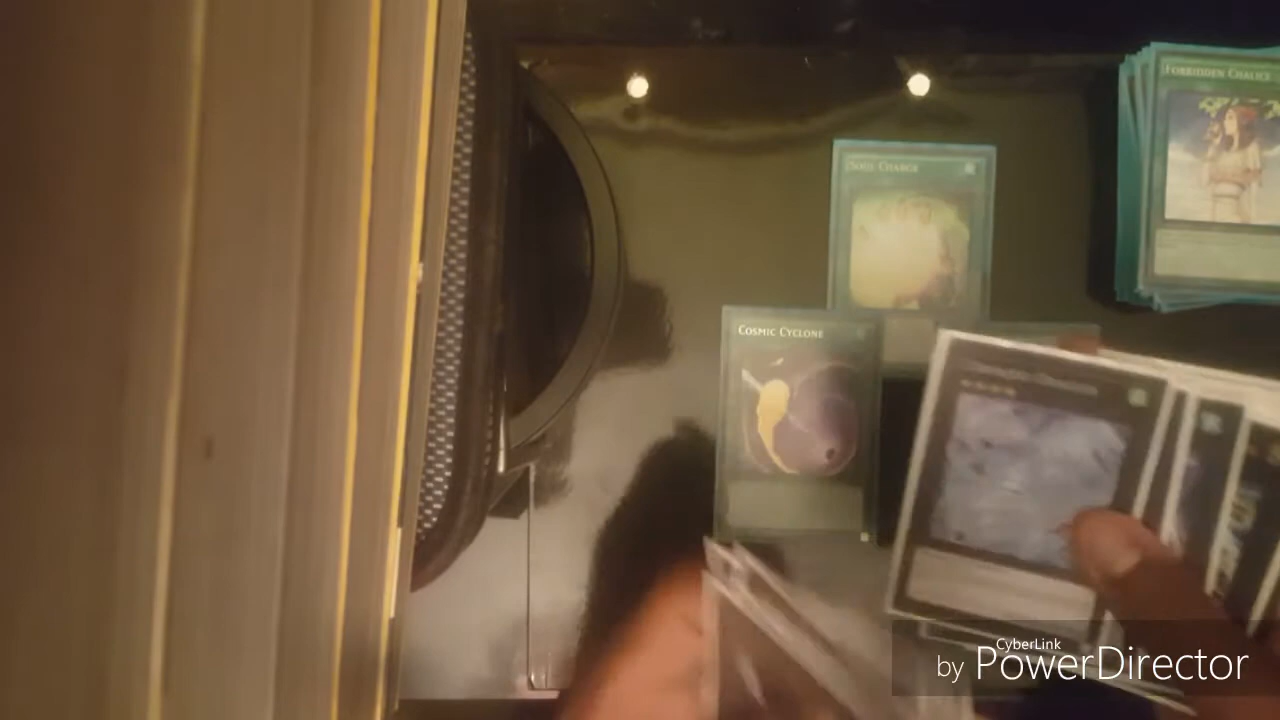 FORBIDDEN CHALICE
SOUL CHARGE
COSMIC CYCLONE
CyberLink
by PowerDirector